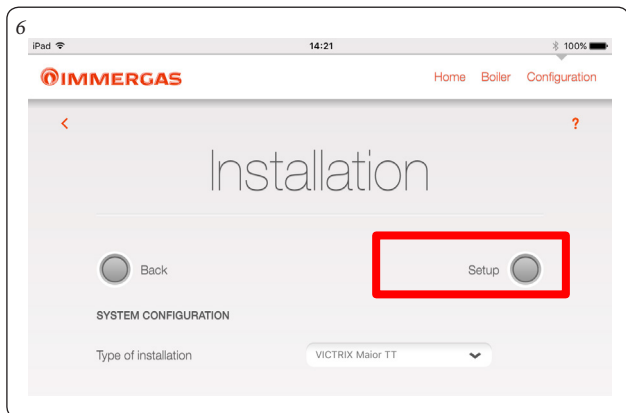 6
iPad 14:21 100%
IMMERGAS
Home Boiler Configuration
< ?
Installation
Back Setup
SYSTEM CONFIGURATION
Type of installation VICTRIX Maior TT